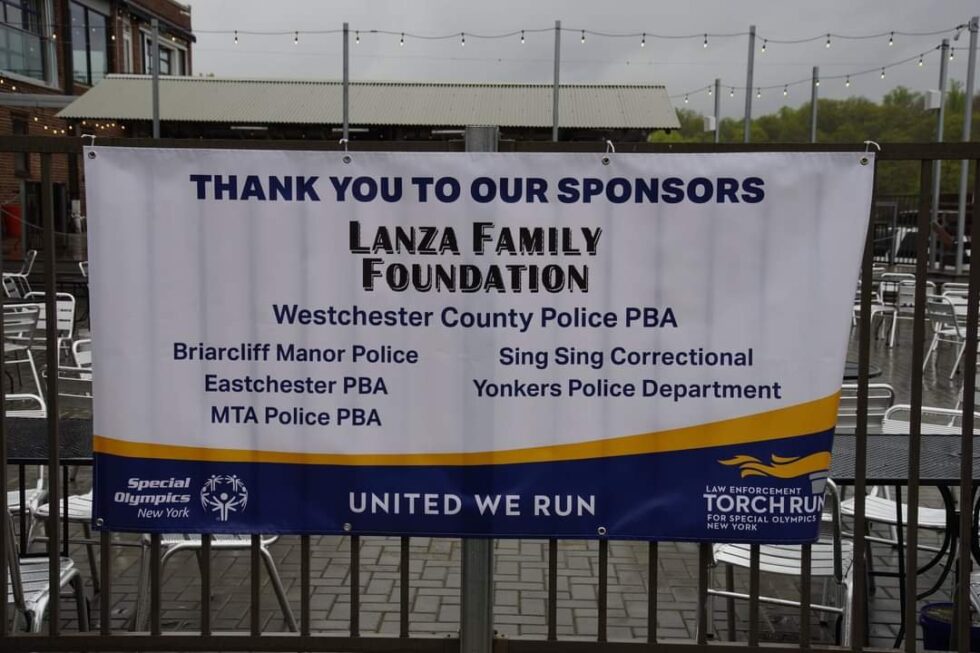 THANK YOU TO OUR SPONSORS
LANZA FAMILY
FOUNDATION
Westchester County Police PBA
Briarcliff Manor Police
Eastchester PBA
MTA Police PBA
Sing Sing Correctional
Yonkers Police Department
Special
Olympics
New York
UNITED WE RUN
LAW ENFORCEMENT
TORCH RUN
FOR SPECIAL OLYMPICS
NEW YORK